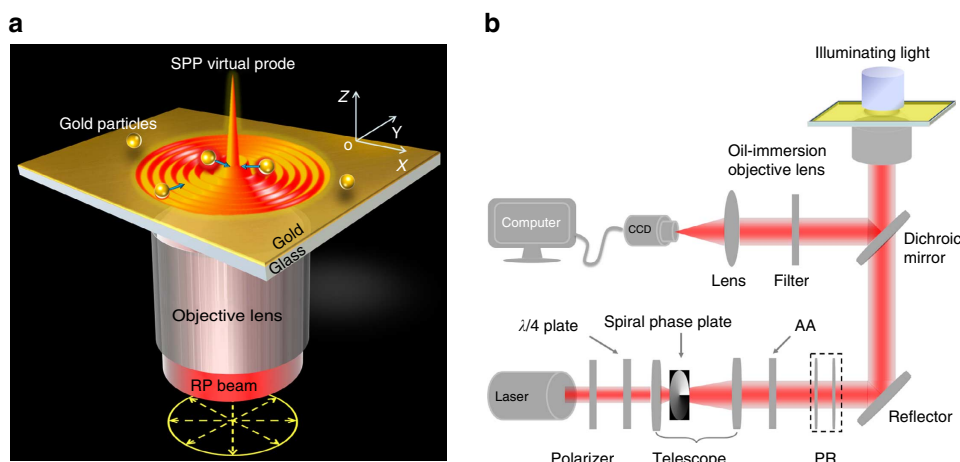 a
SPP virtual prode
Gold particles
Z
Y
o
X
Gold
Glass
Objective lens
RP beam
b
Illuminating light
Oil-immersion
objective lens
Computer
CCD
Lens
Filter
Dichroic
mirror
λ/4 plate
Spiral phase plate
AA
Laser
Reflector
Polarizer
Telescope
PR